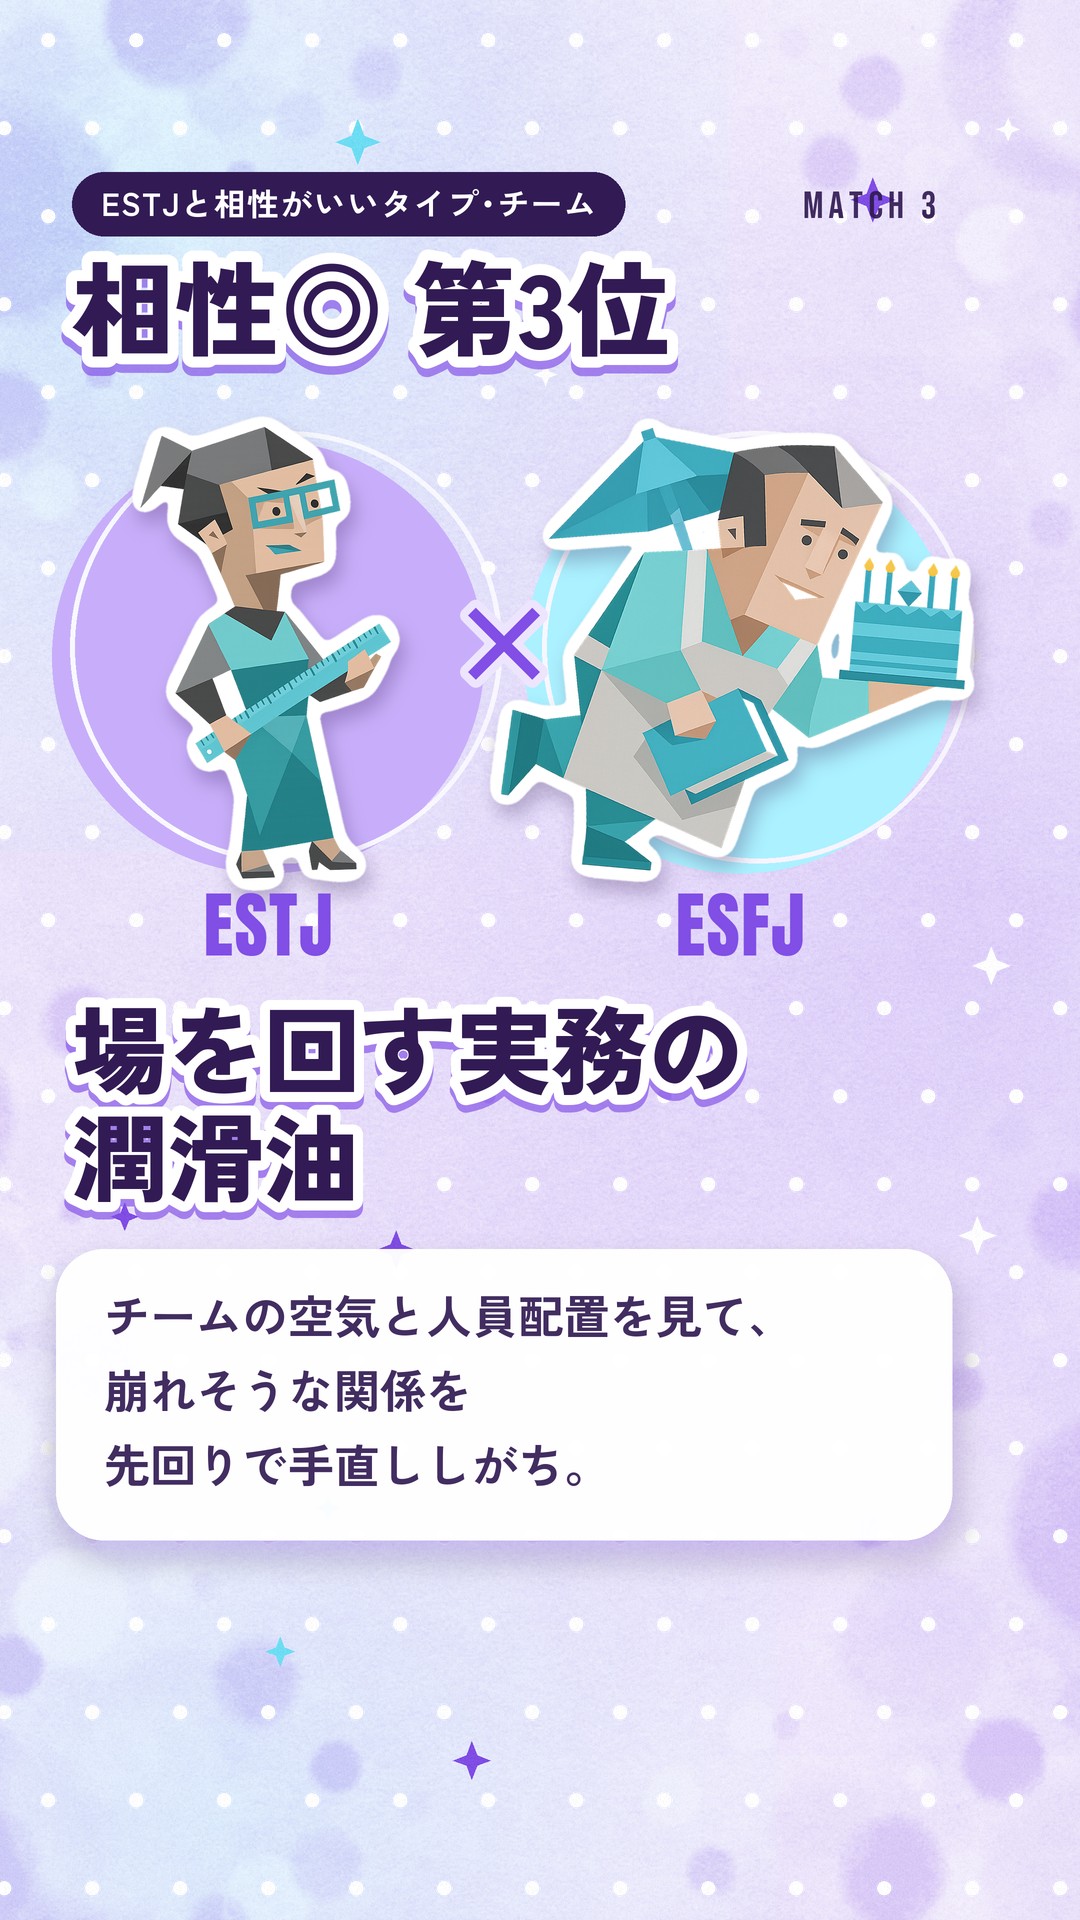 ESTJと相性がいいタイプ・チーム
MATCH 3
相性◎ 第3位
ESTJ
ESFJ
場を回す実務の
潤滑油
チームの空気と人員配置を見て、
崩れそうな関係を
先回りで手直ししがち。